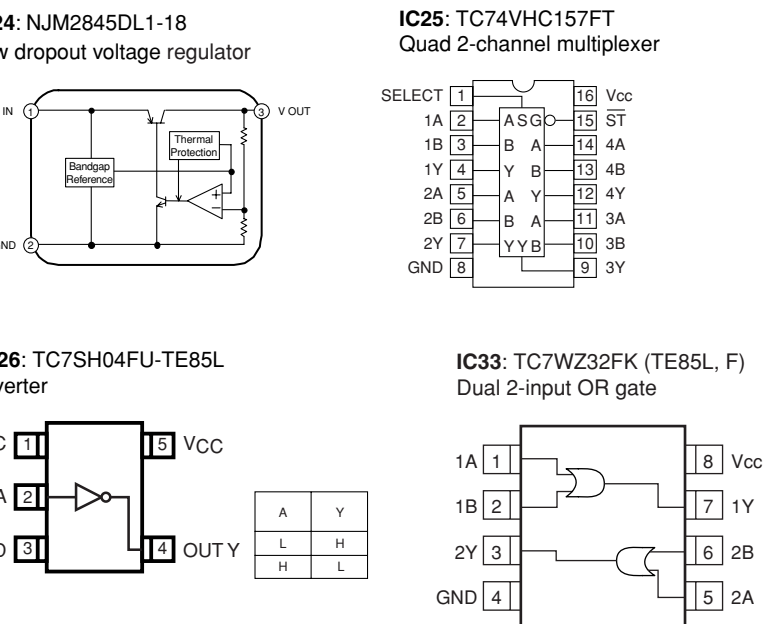 24: NJM2845DL1-18
w dropout voltage regulator
IN
1
3
V OUT
Thermal
Protection
Bandgap
Reference
+
−
ND
2
IC25: TC74VHC157FT
Quad 2-channel multiplexer
SELECT 1 16 Vcc
1A 2 A S G 15 ST
1B 3 B A 14 4A
1Y 4 Y B 13 4B
2A 5 A Y 12 4Y
2B 6 B A 11 3A
2Y 7 Y Y B 10 3B
GND 8 9 3Y
26: TC7SH04FU-TE85L
verter
C 1 5 VCC
A 2
D 3 4 OUT Y
A Y
L H
H L
IC33: TC7WZ32FK (TE85L, F)
Dual 2-input OR gate
1A 1 8 Vcc
1B 2 7 1Y
2Y 3 6 2B
GND 4 5 2A